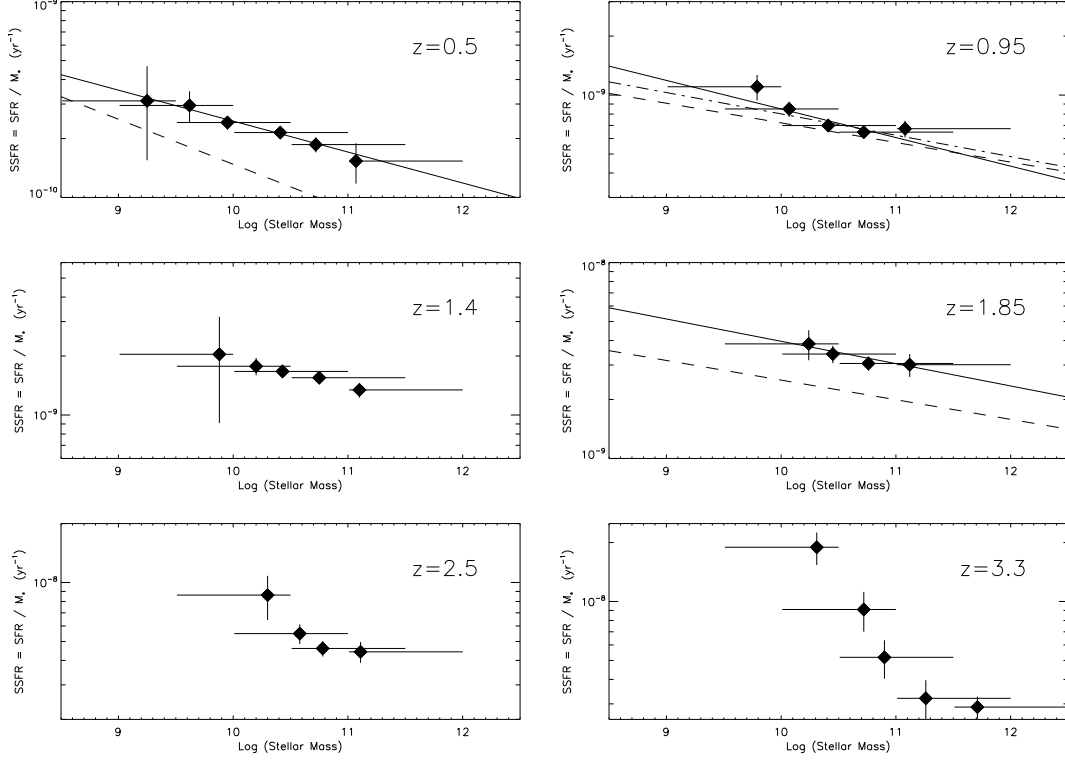 10⁻⁹
SSFR = SFR / M* (yr⁻¹)
z=0.5
10⁻¹⁰
9 10 11 12
Log (Stellar Mass)
SSFR = SFR / M* (yr⁻¹)
z=0.95
10⁻⁹
9 10 11 12
Log (Stellar Mass)
SSFR = SFR / M* (yr⁻¹)
z=1.4
10⁻⁹
9 10 11 12
Log (Stellar Mass)
10⁻⁸
SSFR = SFR / M* (yr⁻¹)
z=1.85
10⁻⁹
9 10 11 12
Log (Stellar Mass)
SSFR = SFR / M* (yr⁻¹)
z=2.5
10⁻⁸
9 10 11 12
Log (Stellar Mass)
SSFR = SFR / M* (yr⁻¹)
z=3.3
10⁻⁸
9 10 11 12
Log (Stellar Mass)